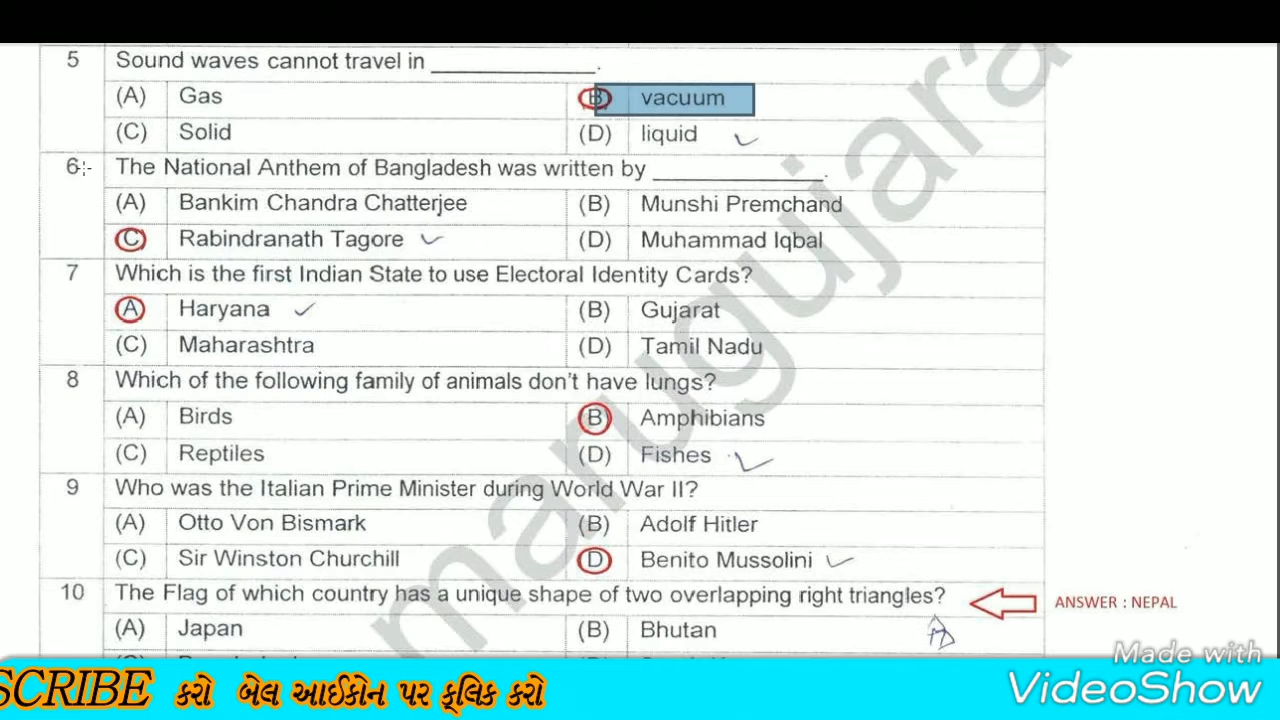 5 Sound waves cannot travel in ____________.
(A) Gas (B) vacuum
(C) Solid (D) liquid
6 The National Anthem of Bangladesh was written by ____________.
(A) Bankim Chandra Chatterjee (B) Munshi Premchand
(C) Rabindranath Tagore (D) Muhammad Iqbal
7 Which is the first Indian State to use Electoral Identity Cards?
(A) Haryana (B) Gujarat
(C) Maharashtra (D) Tamil Nadu
8 Which of the following family of animals don't have lungs?
(A) Birds (B) Amphibians
(C) Reptiles (D) Fishes
9 Who was the Italian Prime Minister during World War II?
(A) Otto Von Bismark (B) Adolf Hitler
(C) Sir Winston Churchill (D) Benito Mussolini
10 The Flag of which country has a unique shape of two overlapping right triangles? ANSWER : NEPAL
(A) Japan (B) Bhutan
marugujara
Made with
VideoShow
SCRIBE કરો બેલ આઈકોન પર ક્લિક કરો